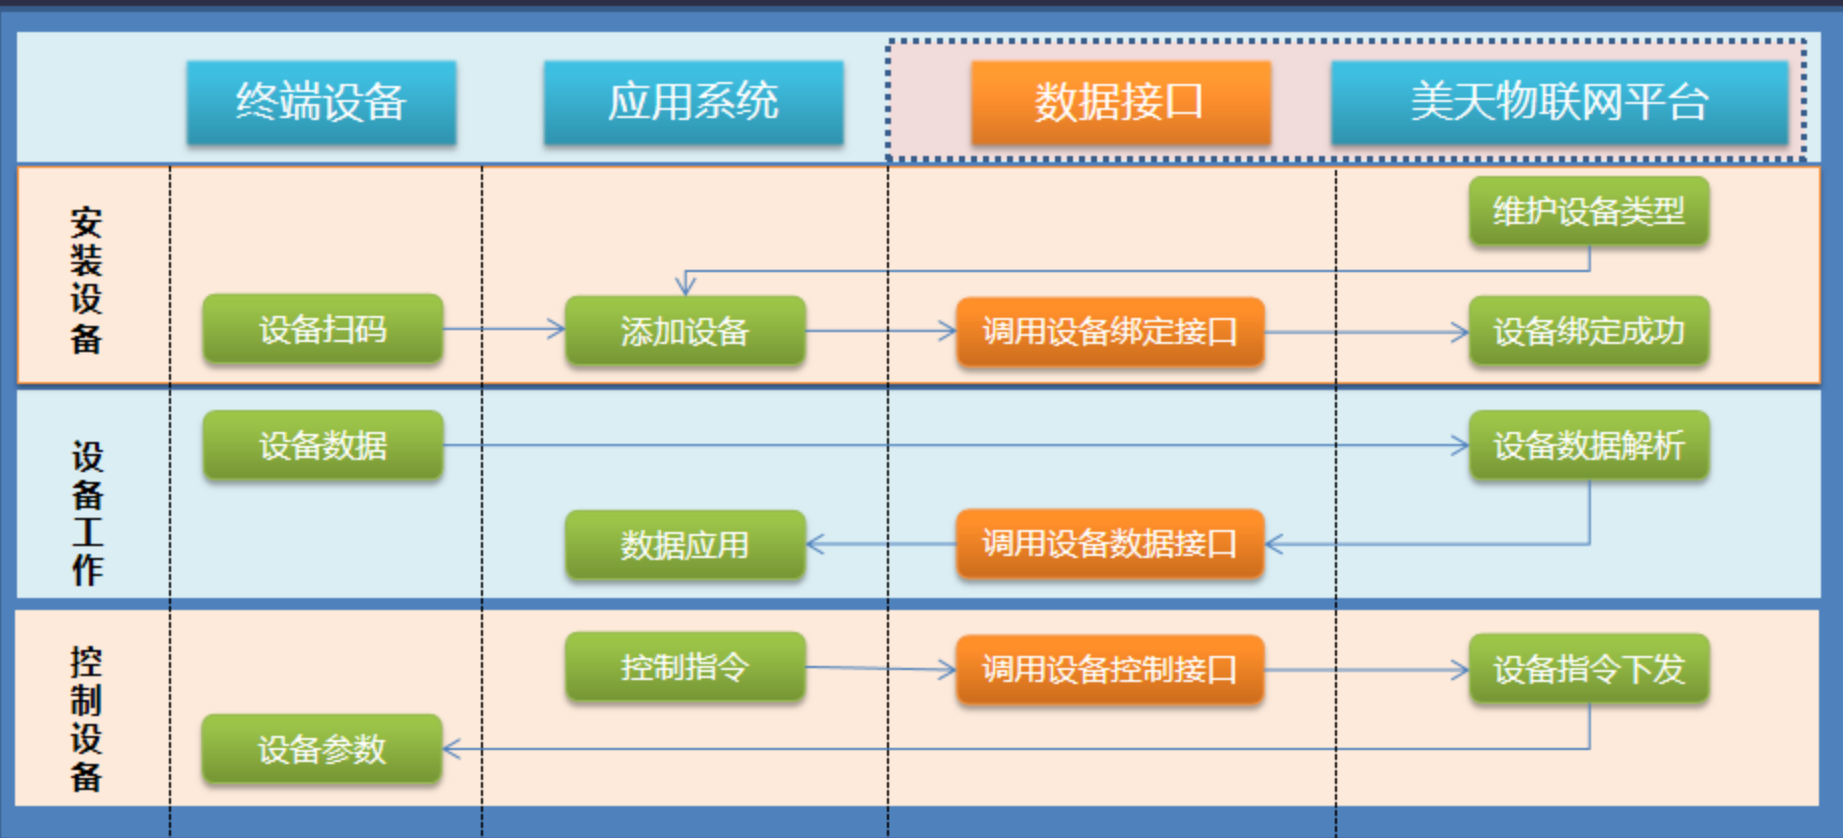 终端设备
应用系统
数据接口
美天物联网平台
安装设备
维护设备类型
设备扫码
添加设备
调用设备绑定接口
设备绑定成功
设备工作
设备数据
设备数据解析
数据应用
调用设备数据接口
控制设备
控制指令
调用设备控制接口
设备指令下发
设备参数